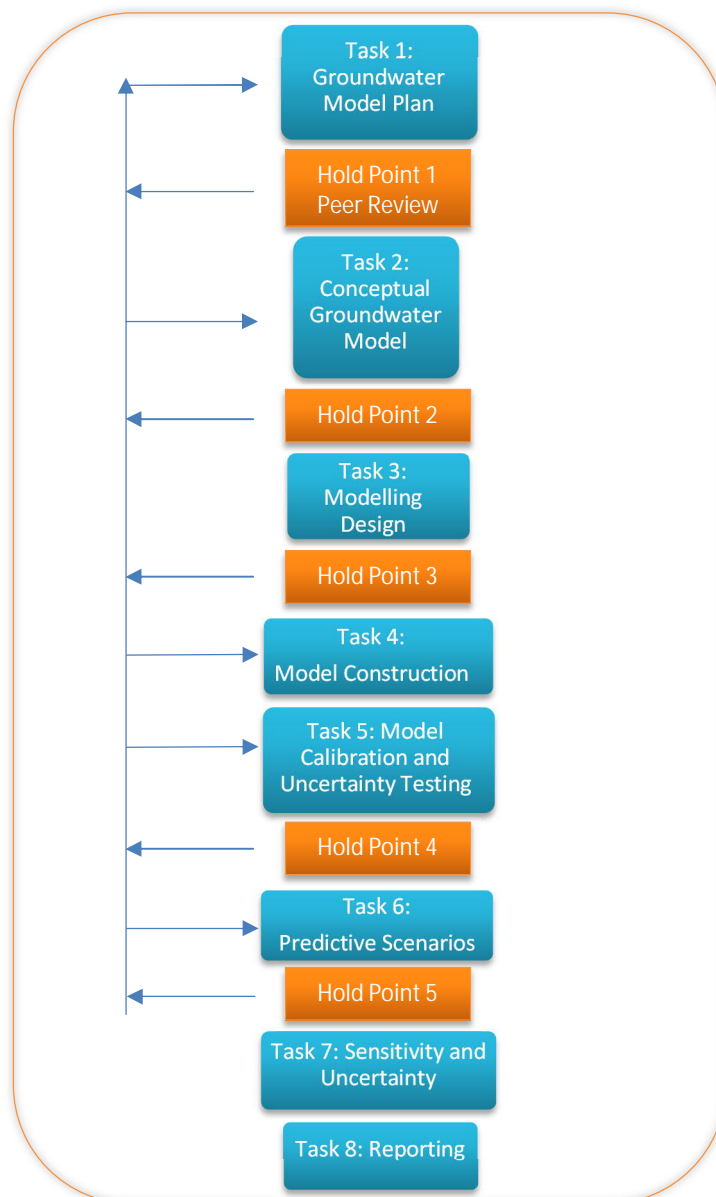 Task 1:
Groundwater
Model Plan
Hold Point 1
Peer Review
Task 2:
Conceptual
Groundwater
Model
Hold Point 2
Task 3:
Modelling
Design
Hold Point 3
Task 4:
Model Construction
Task 5: Model
Calibration and
Uncertainty Testing
Hold Point 4
Task 6:
Predictive Scenarios
Hold Point 5
Task 7: Sensitivity and
Uncertainty
Task 8: Reporting